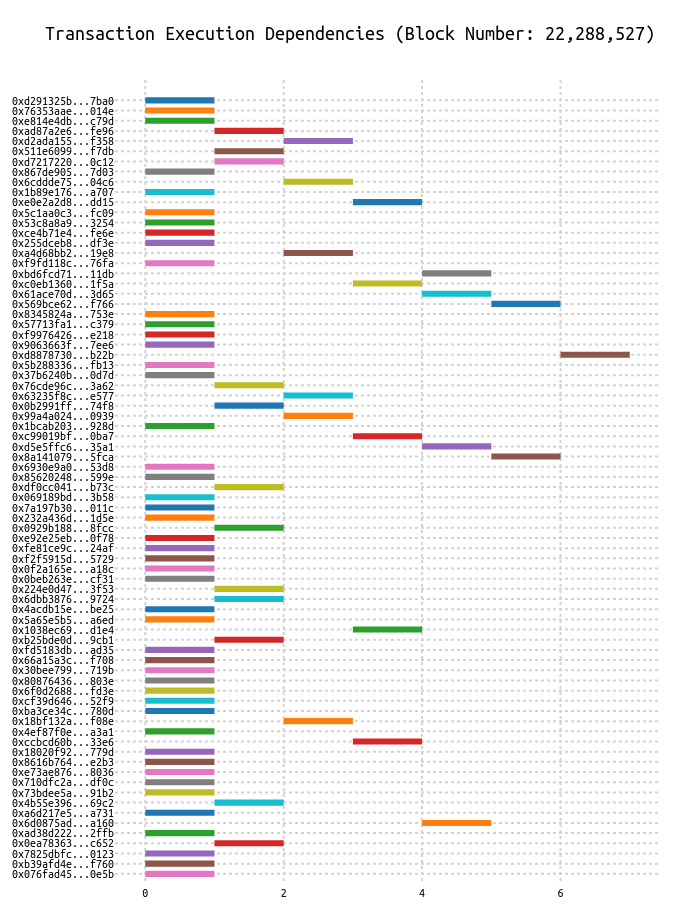 Transaction Execution Dependencies (Block Number: 22,288,527)
0xd291325b...7ba0
0x76353aae...014e
0xe814e4db...c79d
0xad87a2e6...fe96
0xd2ada155...f358
0x511e6099...f7db
0xd7217220...0c12
0x867de905...7d03
0x6cddde75...04c6
0x1b89e176...a707
0xe0e2a2d8...dd15
0x5c1aa0c3...fc09
0x53c8a8a9...3254
0xce4b71e4...fe6e
0x255dceb8...df3e
0xa4d68bb2...19e8
0xf9fd118c...76fa
0xbd6fcd71...11db
0xc0eb1360...1f5a
0x61ace70d...3d65
0x569bce62...f766
0x8345824a...753e
0x57713fa1...c379
0xf9976426...e218
0x9063663f...7ee6
0xd8878730...b22b
0x5b288336...fb13
0x37b6240b...0d7d
0x76cde96c...3a62
0x63235f8c...e577
0x0b2991ff...74f8
0x99a4a024...0939
0x1bcab203...928d
0xc99019bf...0ba7
0xd5e5ffc6...35a1
0x8a141079...5fca
0x6930e9a0...53d8
0x85620248...599e
0xdf0cc041...b73c
0x069189bd...3b58
0x7a197b30...011c
0x232a436d...1d5e
0x0929b188...8fcc
0xe92e25eb...0f78
0xfe81ce9c...24af
0xf2f5915d...5729
0x0f2a165e...a18c
0x0beb263e...cf31
0x224e0d47...3f53
0x6dbb3876...9724
0x4acdb15e...be25
0x5a65e5b5...a6ed
0x1038ec69...d1e4
0xb25bde0d...9cb1
0xfd5183db...ad35
0x66a15a3c...f708
0x30bee799...719b
0x80876436...803e
0x6f0d2688...fd3e
0xcf39d646...52f9
0xba3ce34c...780d
0x18bf132a...f08e
0x4ef87f0e...a3a1
0xccbcd60b...33e6
0x18020f92...779d
0x8616b764...e2b3
0xe73ae876...8036
0x710dfc2a...df0c
0x73bdee5a...91b2
0x4b55e396...69c2
0xa6d217e5...a731
0x6d0875ad...a160
0xad38d222...2ffb
0x0ea78363...c652
0x7825dbfc...0123
0xb39afd4e...f760
0x076fad45...0e5b
0 2 4 6